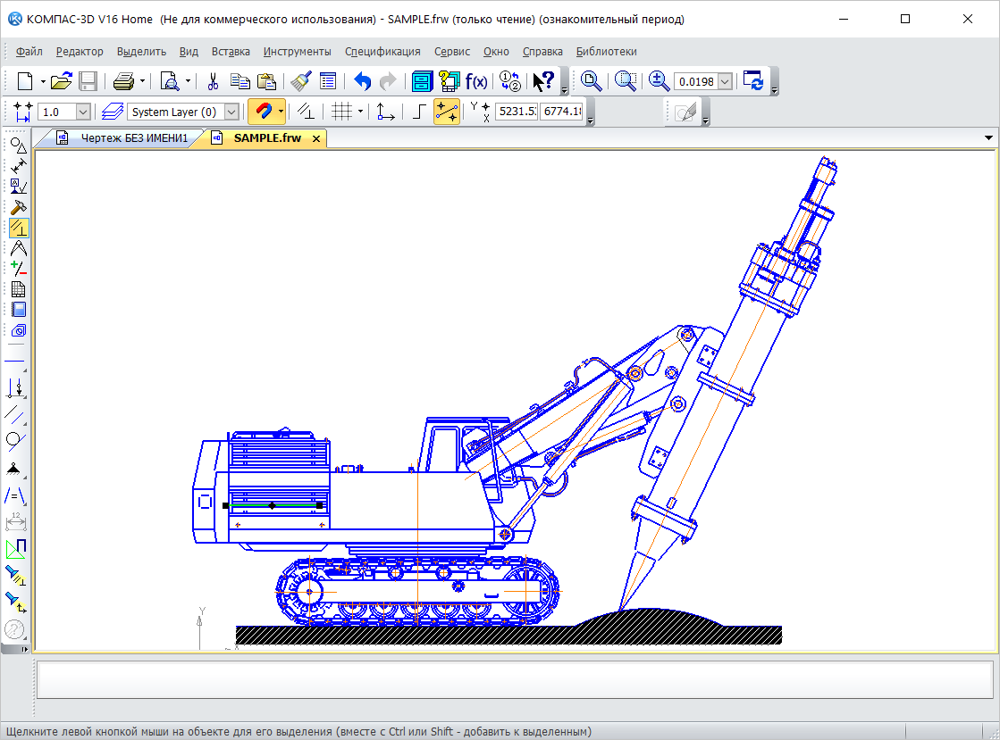 КОМПАС-3D V16 Home (Не для коммерческого использования) - SAMPLE.frw (только чтение) (ознакомительный период)
Файл Редактор Выделить Вид Вставка Инструменты Спецификация Сервис Окно Справка Библиотеки
f(x) 0.0198
1.0 System Layer (0) Y X 5231.5 6774.18
Чертеж БЕЗ ИМЕНИ1 SAMPLE.frw
12
Y
Щелкните левой кнопкой мыши на объекте для его выделения (вместе с Ctrl или Shift - добавить к выделенным)